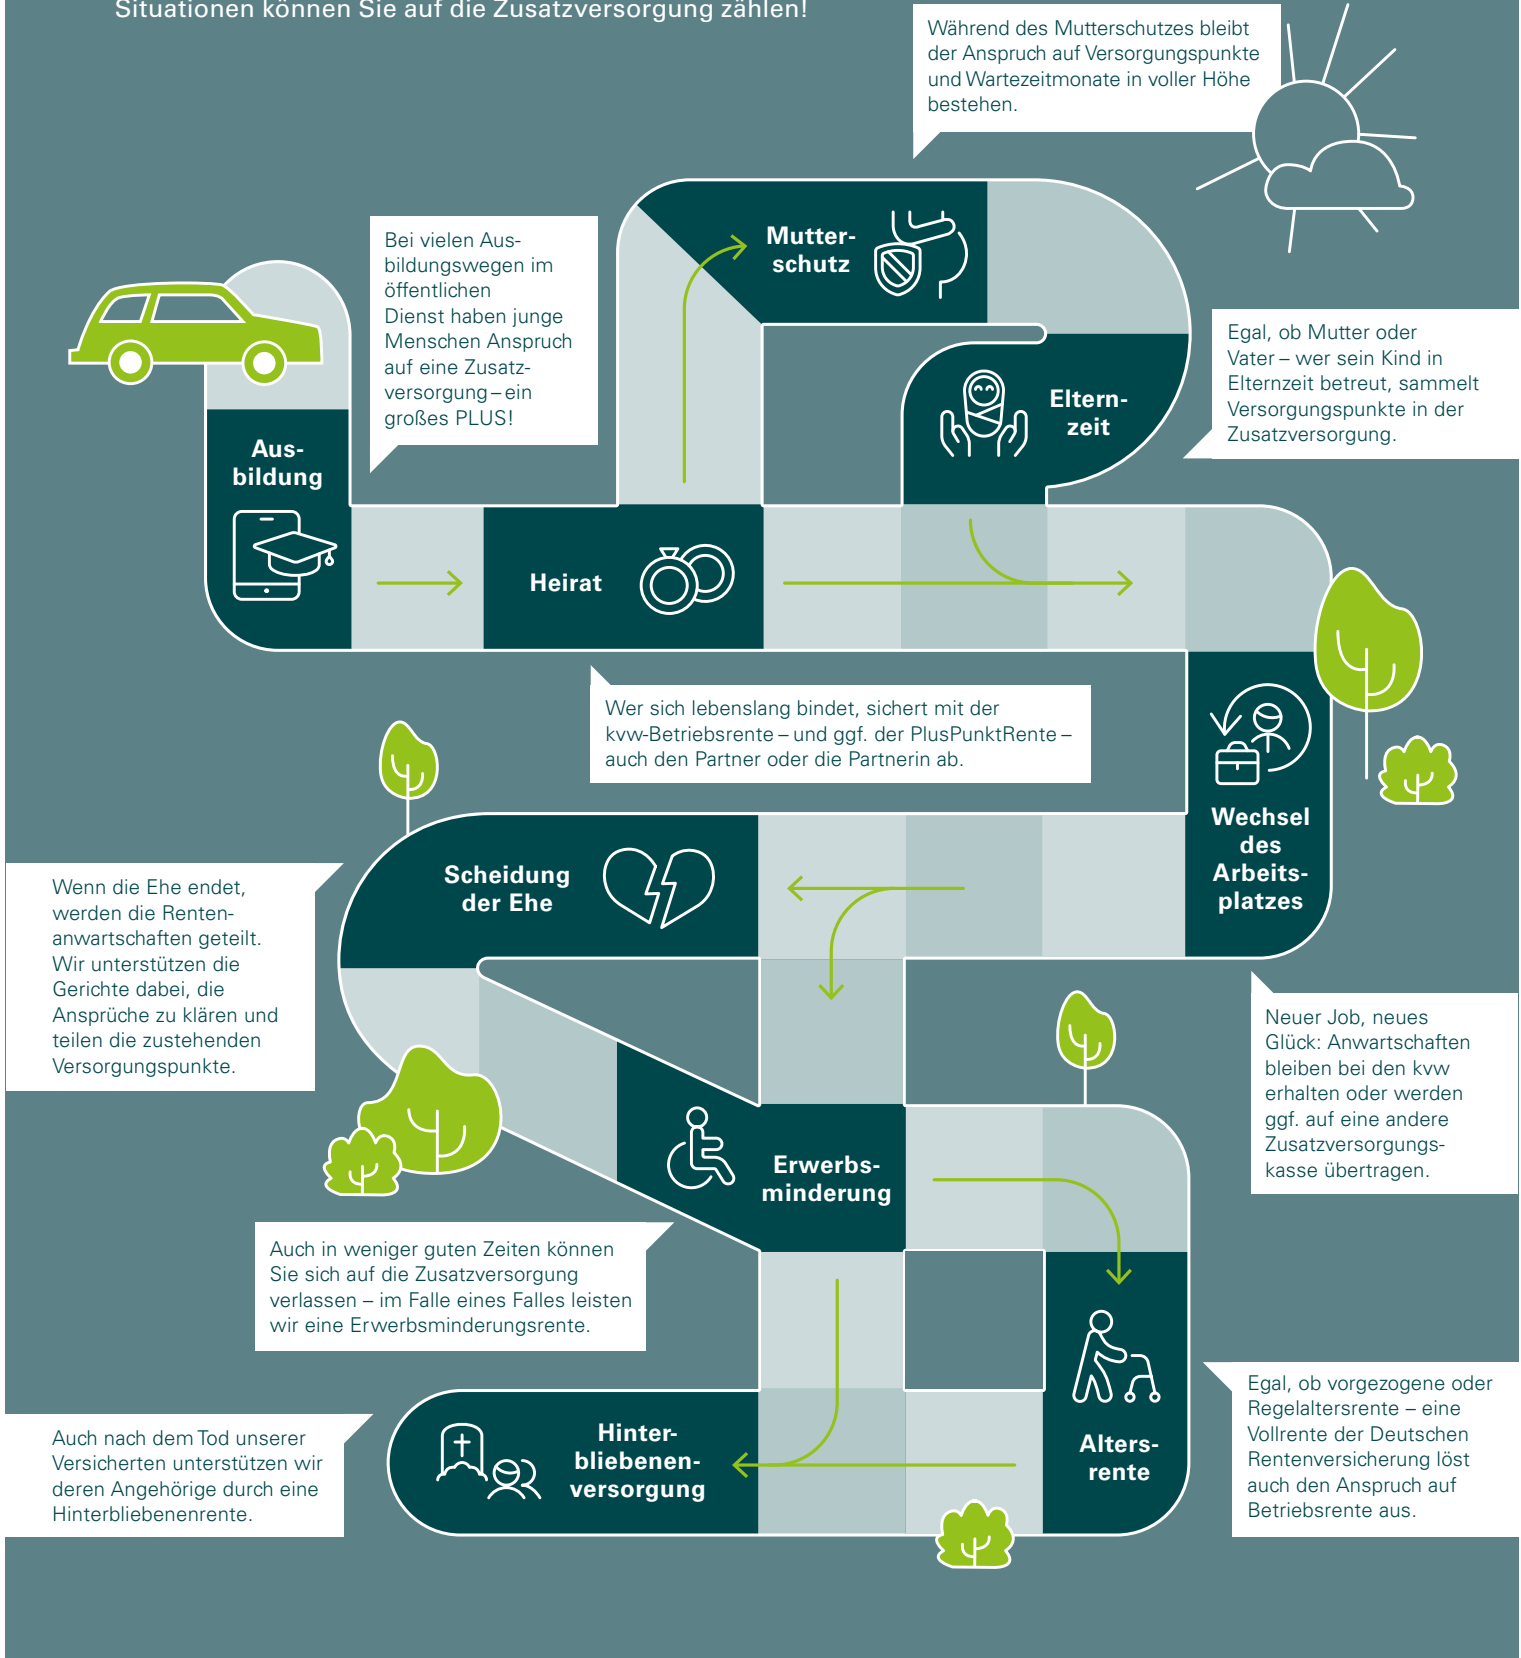 Situationen können Sie auf die Zusatzversorgung zählen!
Während des Mutterschutzes bleibt
der Anspruch auf Versorgungspunkte
und Wartezeitmonate in voller Höhe
bestehen.
Mutter-
schutz
Bei vielen Aus-
bildungswegen im
öffentlichen
Dienst haben junge
Menschen Anspruch
auf eine Zusatz-
versorgung – ein
großes PLUS!
Egal, ob Mutter oder
Vater – wer sein Kind in
Elternzeit betreut, sammelt
Versorgungspunkte in der
Zusatzversorgung.
Eltern-
zeit
Aus-
bildung
Heirat
Wer sich lebenslang bindet, sichert mit der
kvw-Betriebsrente – und ggf. der PlusPunktRente –
auch den Partner oder die Partnerin ab.
Wechsel
des
Arbeits-
platzes
Scheidung
der Ehe
Wenn die Ehe endet,
werden die Renten-
anwartschaften geteilt.
Wir unterstützen die
Gerichte dabei, die
Ansprüche zu klären und
teilen die zustehenden
Versorgungspunkte.
Neuer Job, neues
Glück: Anwartschaften
bleiben bei den kvw
erhalten oder werden
ggf. auf eine andere
Zusatzversorgungs-
kasse übertragen.
Erwerbs-
minderung
Auch in weniger guten Zeiten können
Sie sich auf die Zusatzversorgung
verlassen – im Falle eines Falles leisten
wir eine Erwerbsminderungsrente.
Alters-
rente
Egal, ob vorgezogene oder
Regelaltersrente – eine
Vollrente der Deutschen
Rentenversicherung löst
auch den Anspruch auf
Betriebsrente aus.
Hinter-
bliebenen-
versorgung
Auch nach dem Tod unserer
Versicherten unterstützen wir
deren Angehörige durch eine
Hinterbliebenenrente.